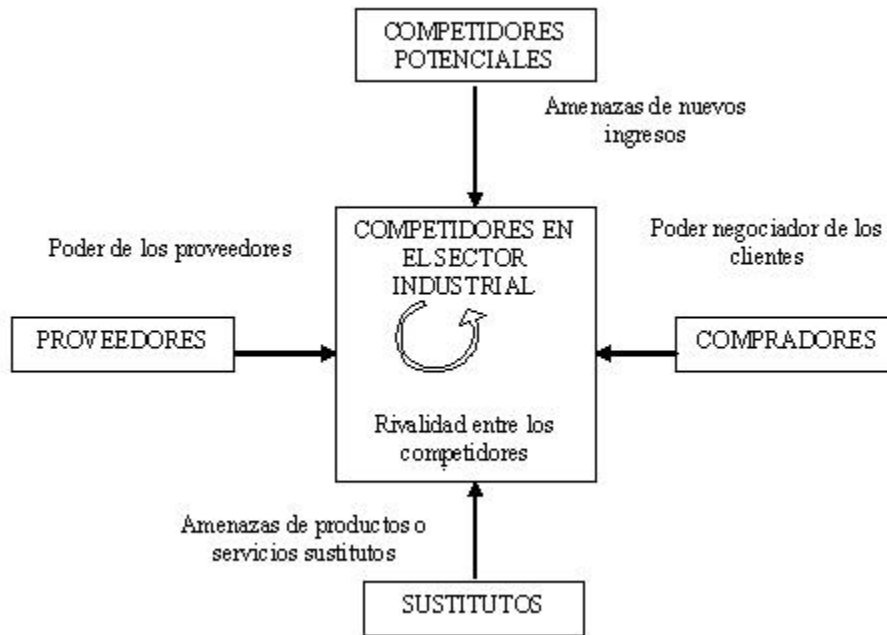 COMPETIDORES
POTENCIALES
Amenazas de nuevos
ingresos
COMPETIDORES EN
EL SECTOR
INDUSTRIAL
Poder de los proveedores
Poder negociador de los
clientes
PROVEEDORES
COMPRADORES
Rivalidad entre los
competidores
Amenazas de productos o
servicios sustitutos
SUSTITUTOS